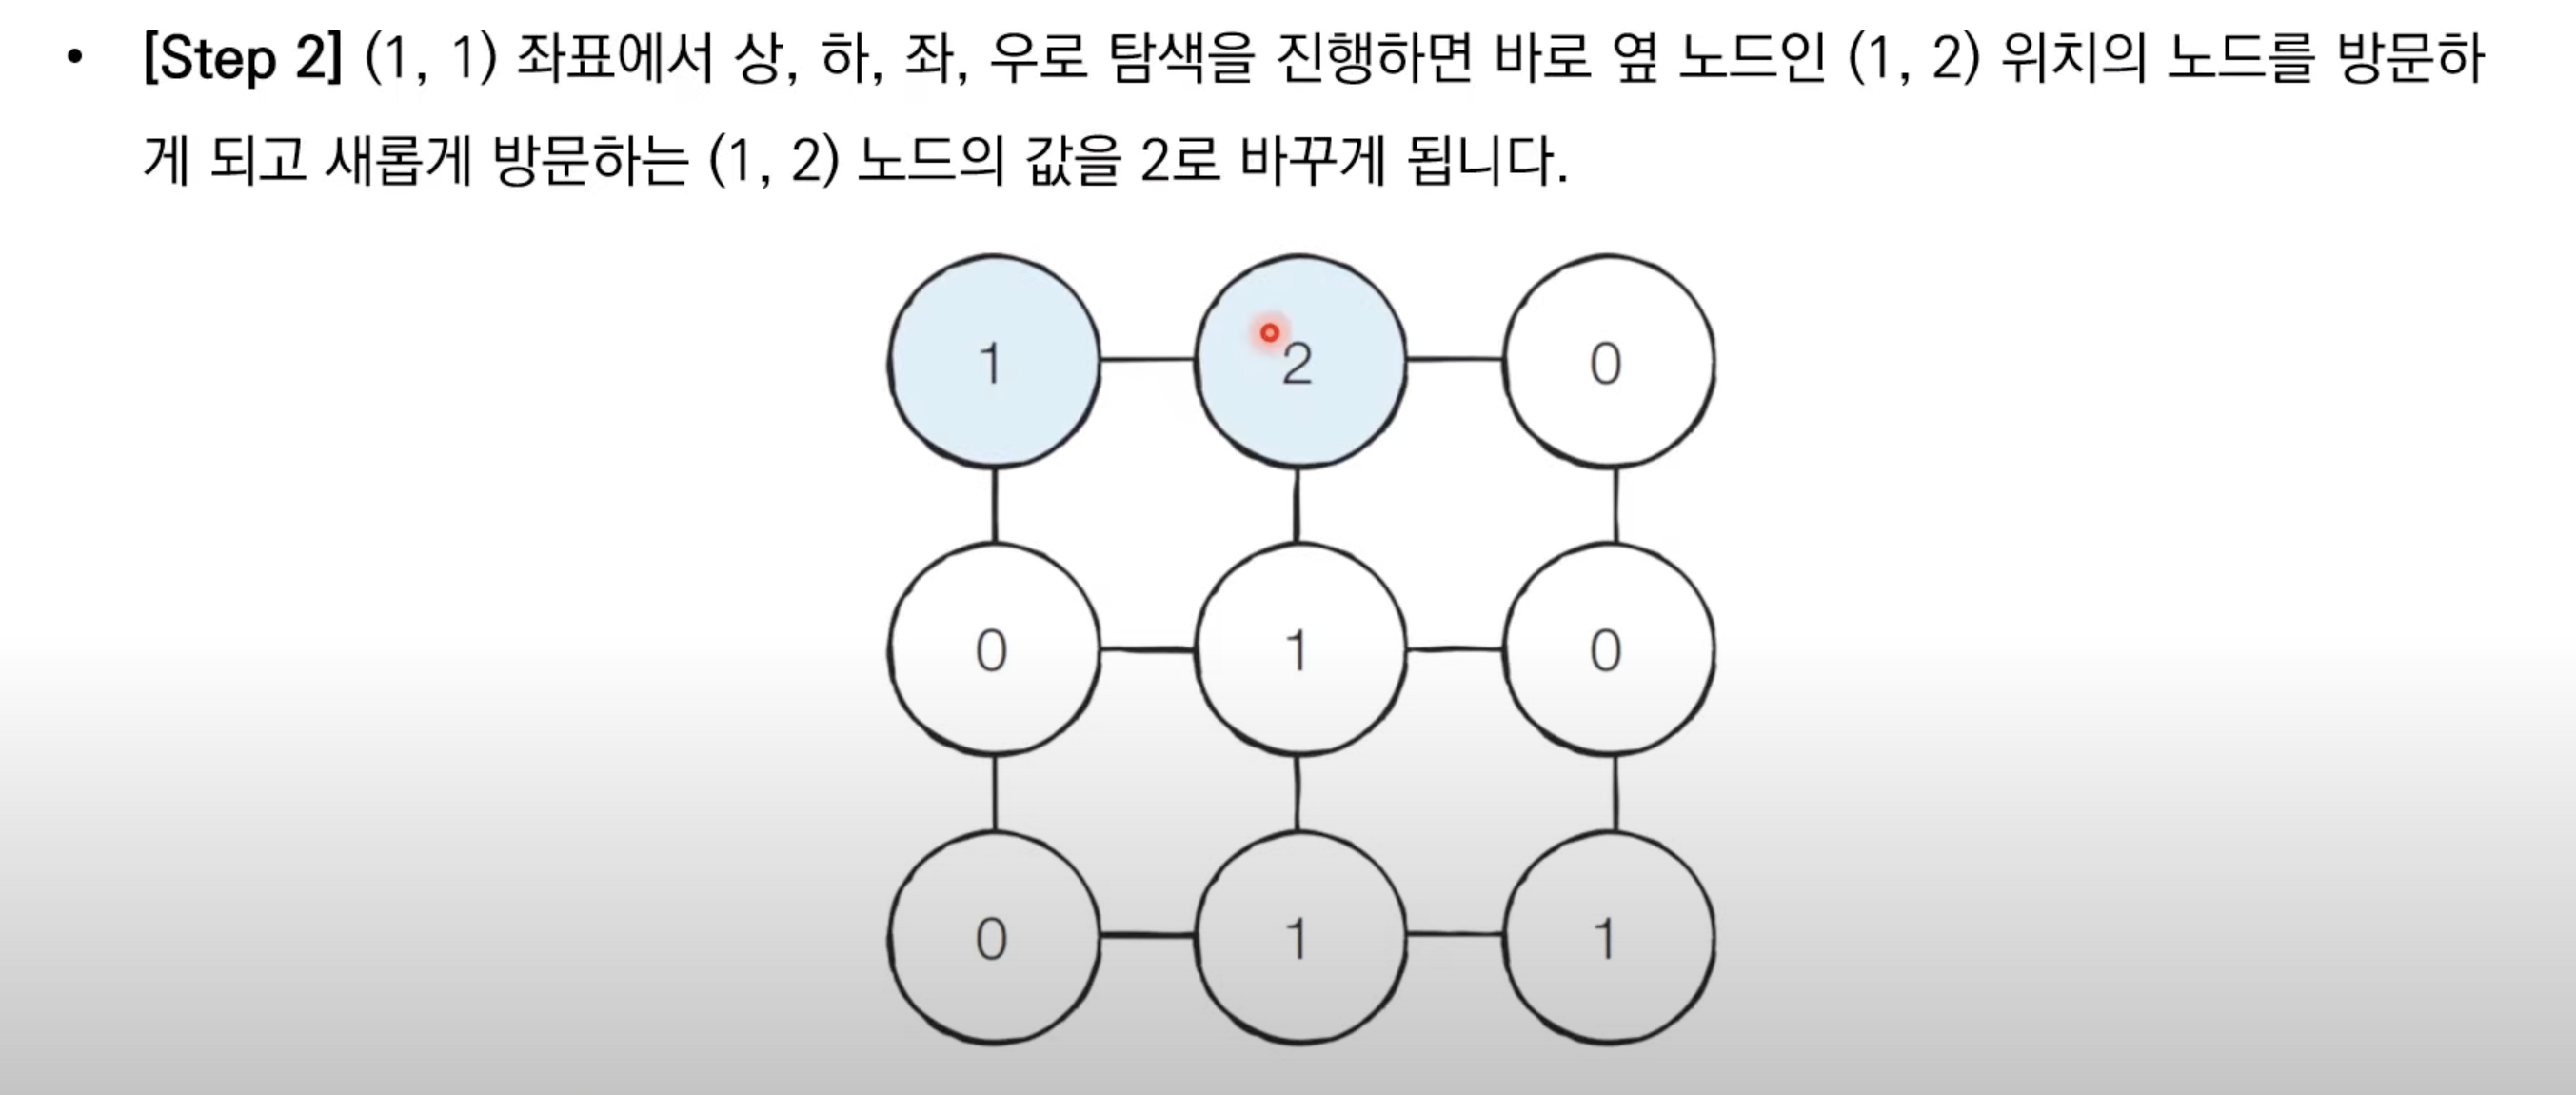 • [Step 2] (1, 1) 좌표에서 상, 하, 좌, 우로 탐색을 진행하면 바로 옆 노드인 (1, 2) 위치의 노드를 방문하
게 되고 새롭게 방문하는 (1, 2) 노드의 값을 2로 바꾸게 됩니다.
1 2 0
0 1 0
0 1 1